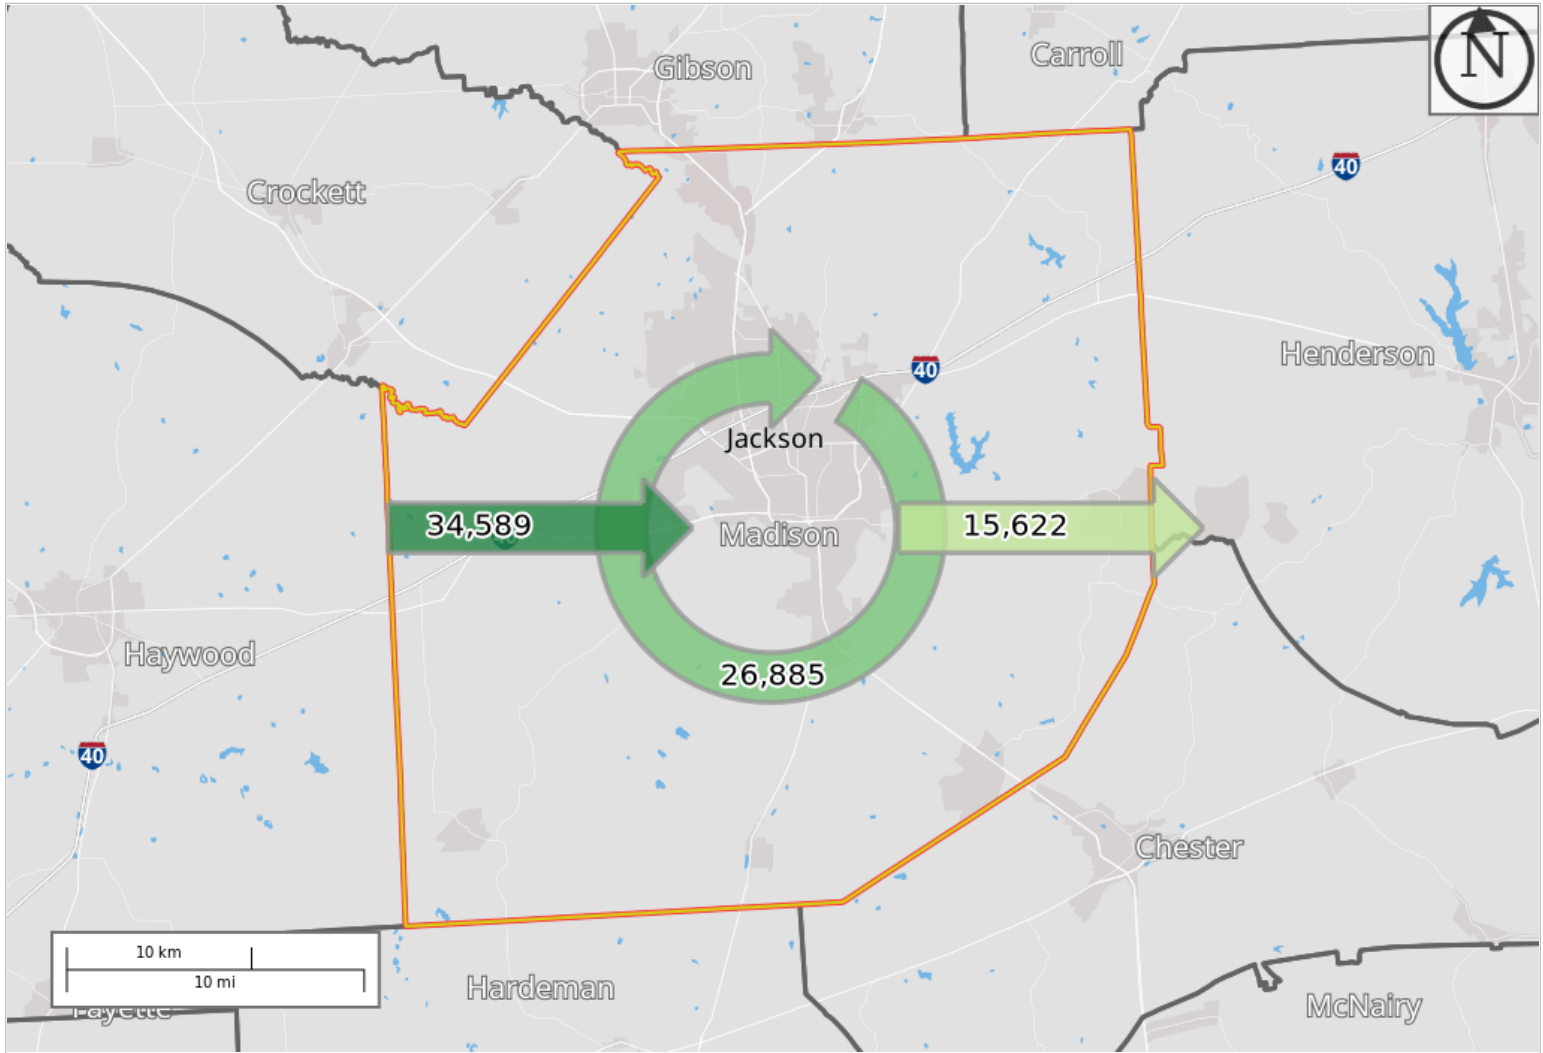 Gibson
Carroll
N
40
Crockett
Henderson
40
Jackson
34,589
Madison
15,622
Haywood
26,885
40
Chester
10 km
10 mi
Hardeman
Fayette
McNairy